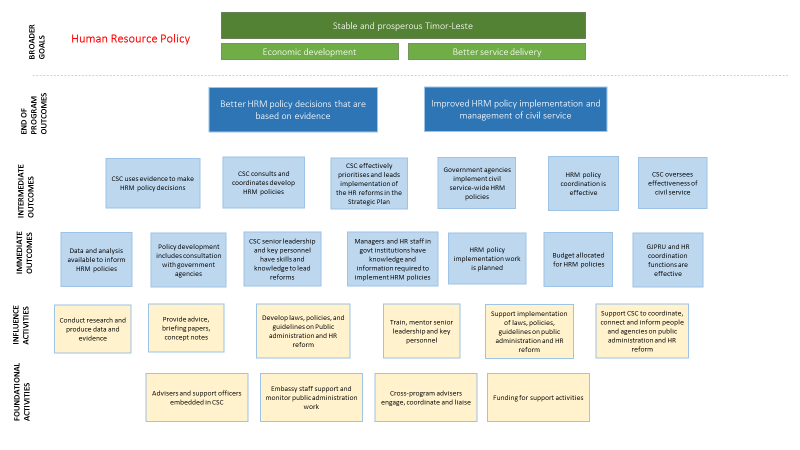 BROADER
GOALS
Human Resource Policy
Stable and prosperous Timor-Leste
Economic development
Better service delivery
END OF
PROGRAM
OUTCOMES
Better HRM policy decisions that are
based on evidence
Improved HRM policy implementation and
management of civil service
INTERMEDIATE
OUTCOMES
CSC uses evidence to make
HRM policy decisions
CSC consults and
coordinates develop
HRM policies
CSC effectively
prioritises and leads
implementation of
the HR reforms in the
Strategic Plan
Government agencies
implement civil
service-wide HRM
policies
HRM policy
coordination is
effective
CSC oversees
effectiveness of
civil service
IMMEDIATE
OUTCOMES
Data and analysis
available to inform
HRM policies
Policy development
includes consultation
with government
agencies
CSC senior leadership
and key personnel
have skills and
knowledge to lead
reforms
Managers and HR staff in
govt institutions have
knowledge and
information required to
implement HRM policies
HRM policy
implementation work
is planned
Budget allocated
for HRM policies
GJPRU and HR
coordination
functions are
effective
INFLUENCE
ACTIVITIES
Conduct research and
produce data and
evidence
Provide advice,
briefing papers,
concept notes
Develop laws, policies, and
guidelines on Public
administration and HR
reform
Train, mentor senior
leadership and key
personnel
Support implementation
of laws, policies,
guidelines on public
administration and HR
reform
Support CSC to coordinate,
connect and inform people
and agencies on public
administration and HR
reform
FOUNDATIONAL
ACTIVITIES
Advisers and support officers
embedded in CSC
Embassy staff support and
monitor public administration
work
Cross-program advisers
engage, coordinate and liaise
Funding for support activities